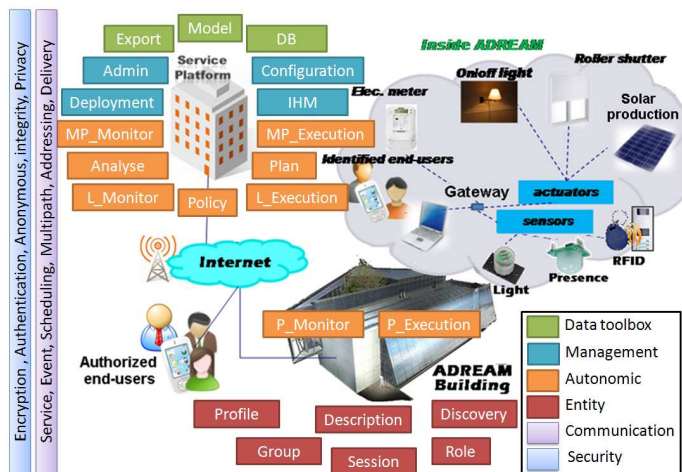 Encryption , Authentication, Anonymous, integrity, Privacy
Service, Event, Scheduling, Multipath, Addressing, Delivery
Model
Export
DB
Service
Platform
Admin
Configuration
Deployment
IHM
MP_Monitor
MP_Execution
Analyse
Plan
L_Monitor
L_Execution
Policy
Internet
Authorized
end-users
Inside ADREAM
Roller shutter
On/off light
Elec. meter
Solar
production
Identified end-users
Gateway
actuators
sensors
RFID
Presence
Light
P_Monitor
P_Execution
ADREAM
Building
Profile
Description
Discovery
Group
Session
Role
Data toolbox
Management
Autonomic
Entity
Communication
Security